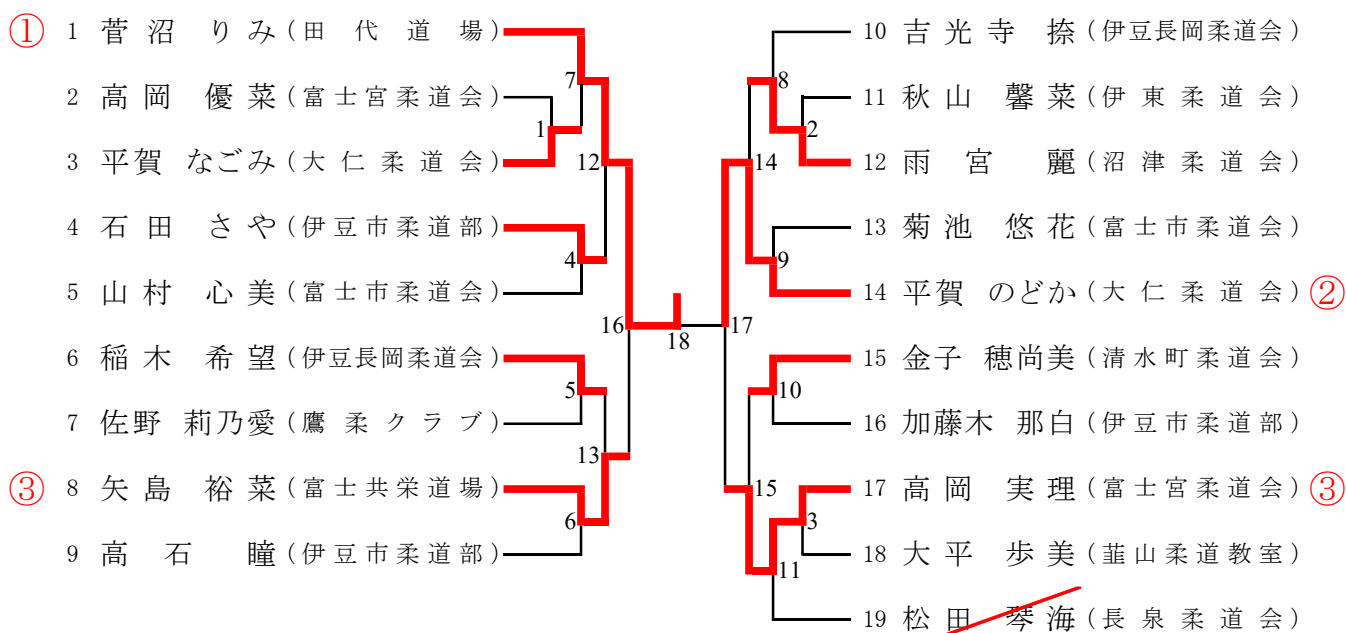 ① 1 菅沼 りみ (田代道場)
2 高岡 優菜 (富士宮柔道会)
3 平賀 なごみ (大仁柔道会)
4 石田 さや (伊豆市柔道部)
5 山村 心美 (富士市柔道会)
6 稲木 希望 (伊豆長岡柔道会)
7 佐野 莉乃愛 (鷹柔クラブ)
③ 8 矢島 裕菜 (富士共栄道場)
9 高石 瞳 (伊豆市柔道部)
7
1
12
4
16
5
13
6
18
8
2
14
9
17
10
15
3
11
10 吉光寺 捺 (伊豆長岡柔道会)
11 秋山 馨菜 (伊東柔道会)
12 雨宮 麗 (沼津柔道会)
13 菊池 悠花 (富士市柔道会)
14 平賀 のどか (大仁柔道会) ②
15 金子 穂尚美 (清水町柔道会)
16 加藤木 那白 (伊豆市柔道部)
17 高岡 実理 (富士宮柔道会) ③
18 大平 歩美 (韮山柔道教室)
19 松田 琴海 (長泉柔道会)